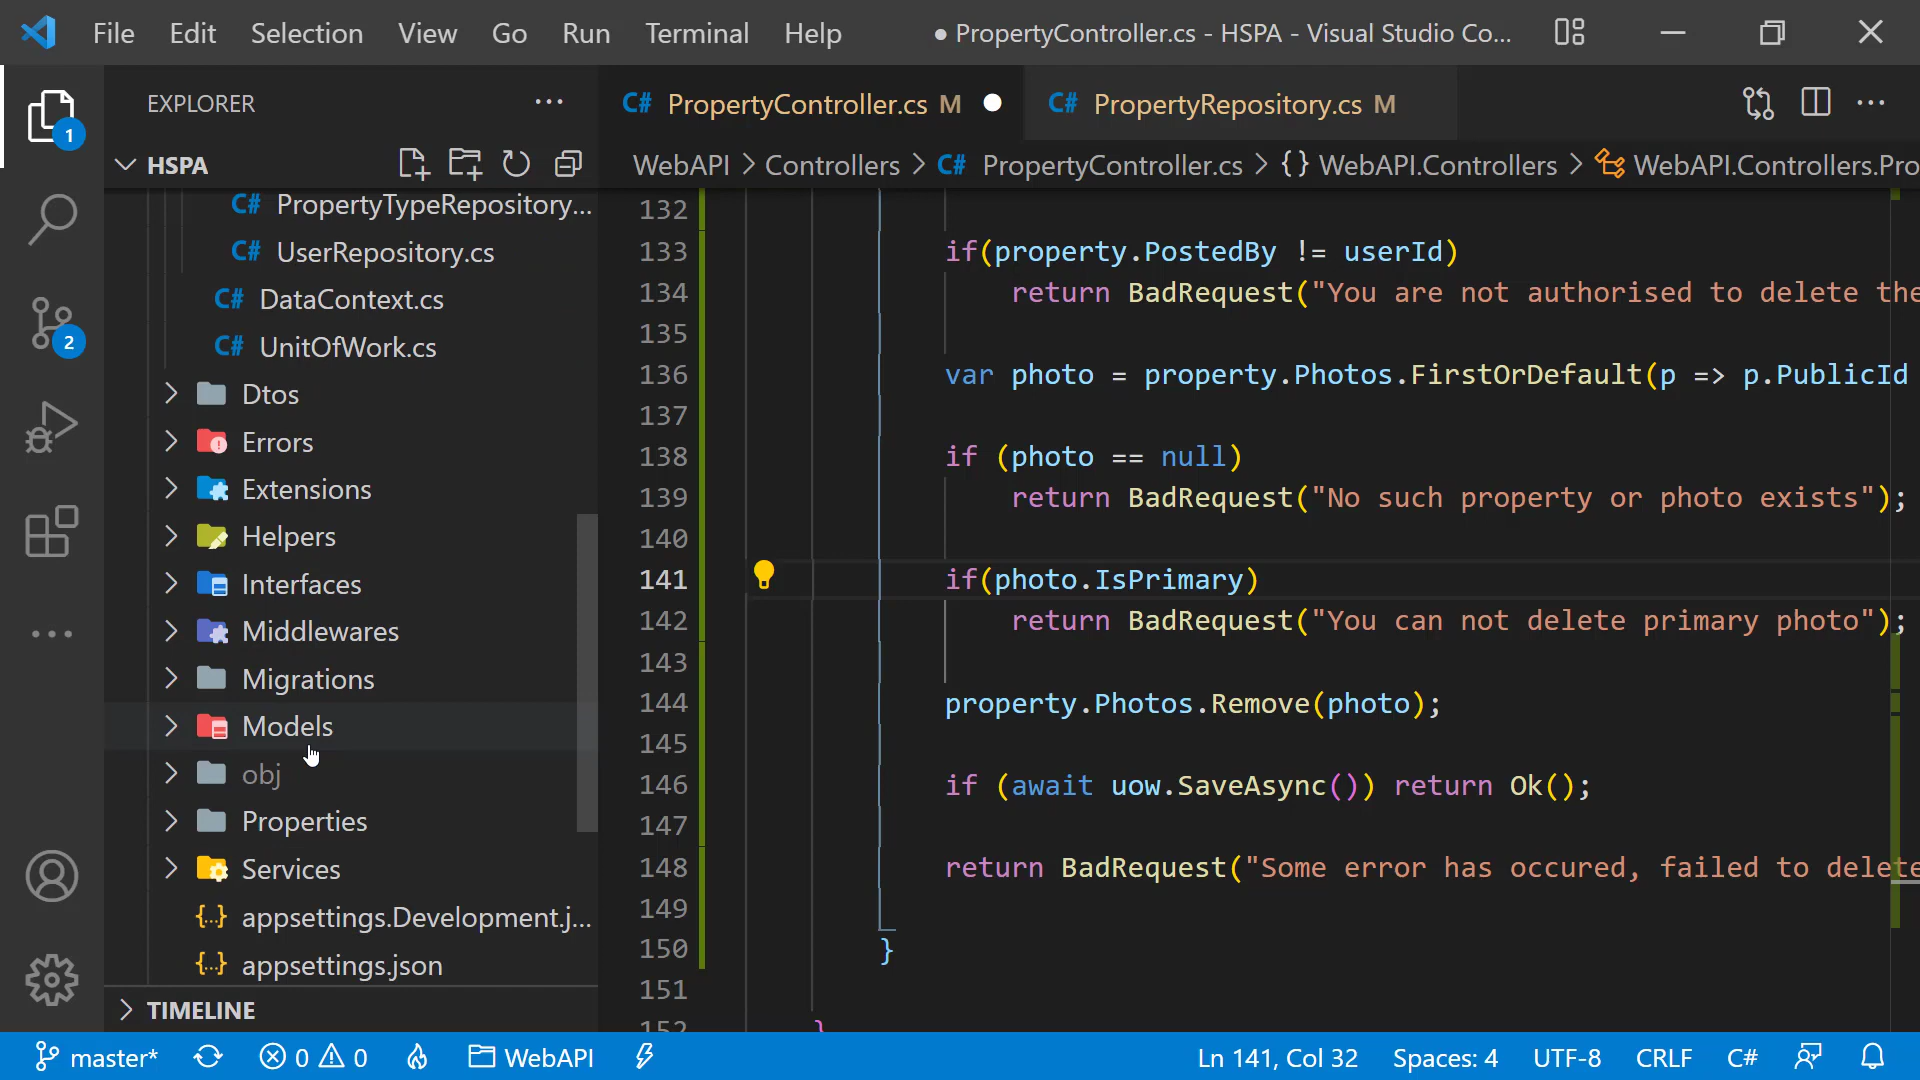 File Edit Selection View Go Run Terminal Help ● PropertyController.cs - HSPA - Visual Studio Co...
EXPLORER
HSPA
PropertyTypeRepository...
UserRepository.cs
DataContext.cs
UnitOfWork.cs
Dtos
Errors
Extensions
Helpers
Interfaces
Middlewares
Migrations
Models
obj
Properties
Services
appsettings.Development.j...
appsettings.json
TIMELINE
1
2
C# PropertyController.cs M ● C# PropertyRepository.cs M
WebAPI > Controllers > C# PropertyController.cs > {} WebAPI.Controllers > WebAPI.Controllers.Pro
132
133 if(property.PostedBy != userId)
134 return BadRequest("You are not authorised to delete the
135
136 var photo = property.Photos.FirstOrDefault(p => p.PublicId
137
138 if (photo == null)
139 return BadRequest("No such property or photo exists");
140
141 if(photo.IsPrimary)
142 return BadRequest("You can not delete primary photo");
143
144 property.Photos.Remove(photo);
145
146 if (await uow.SaveAsync()) return Ok();
147
148 return BadRequest("Some error has occured, failed to delete
149
150 }
151
152 }
master* 0 0 WebAPI Ln 141, Col 32 Spaces: 4 UTF-8 CRLF C#